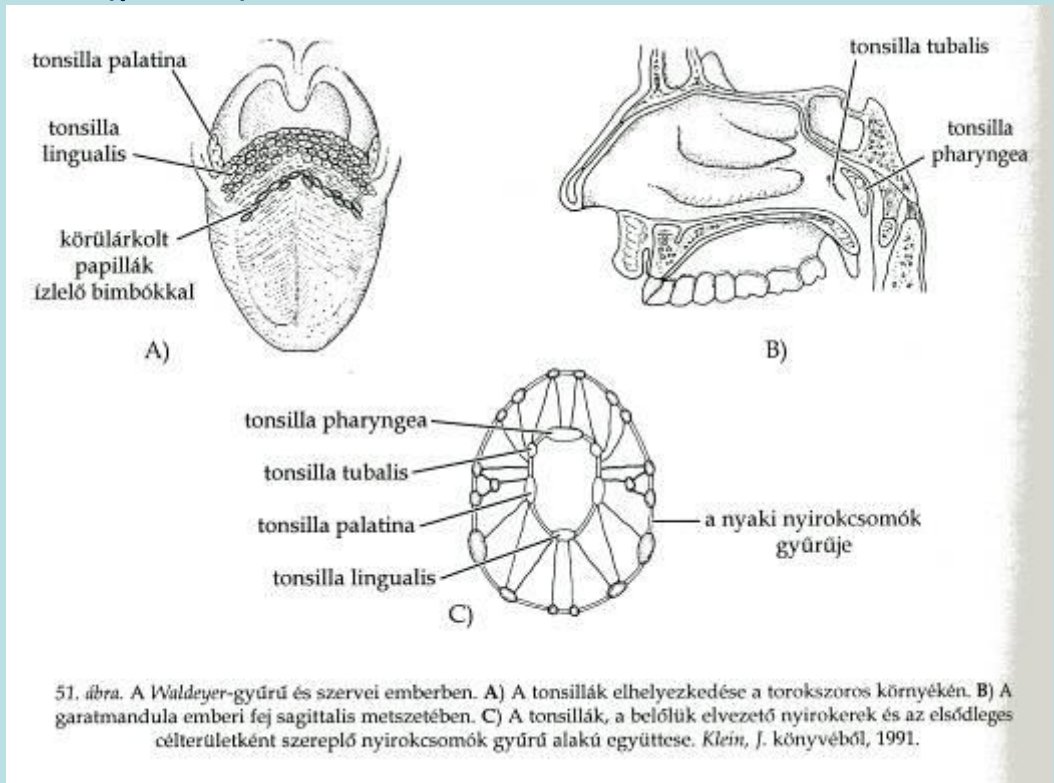 tonsilla palatina
tonsilla
lingualis
körülárkolt
papillák
ízlelő bimbókkal
A)
tonsilla tubalis
tonsilla
pharyngea
B)
tonsilla pharyngea
tonsilla tubalis
tonsilla palatina
tonsilla lingualis
a nyaki nyirokcsomók
gyűrűje
C)
51. ábra. A Waldeyer-gyűrű és szervei emberben. A) A tonsillák elhelyezkedése a torokszoros környékén. B) A
garatmandula emberi fej sagittalis metszetében. C) A tonsillák, a belőlük elvezető nyirokerek és az elsődleges
célterületként szereplő nyirokcsomók gyűrű alakú együttese. Klein, J. könyvéből, 1991.